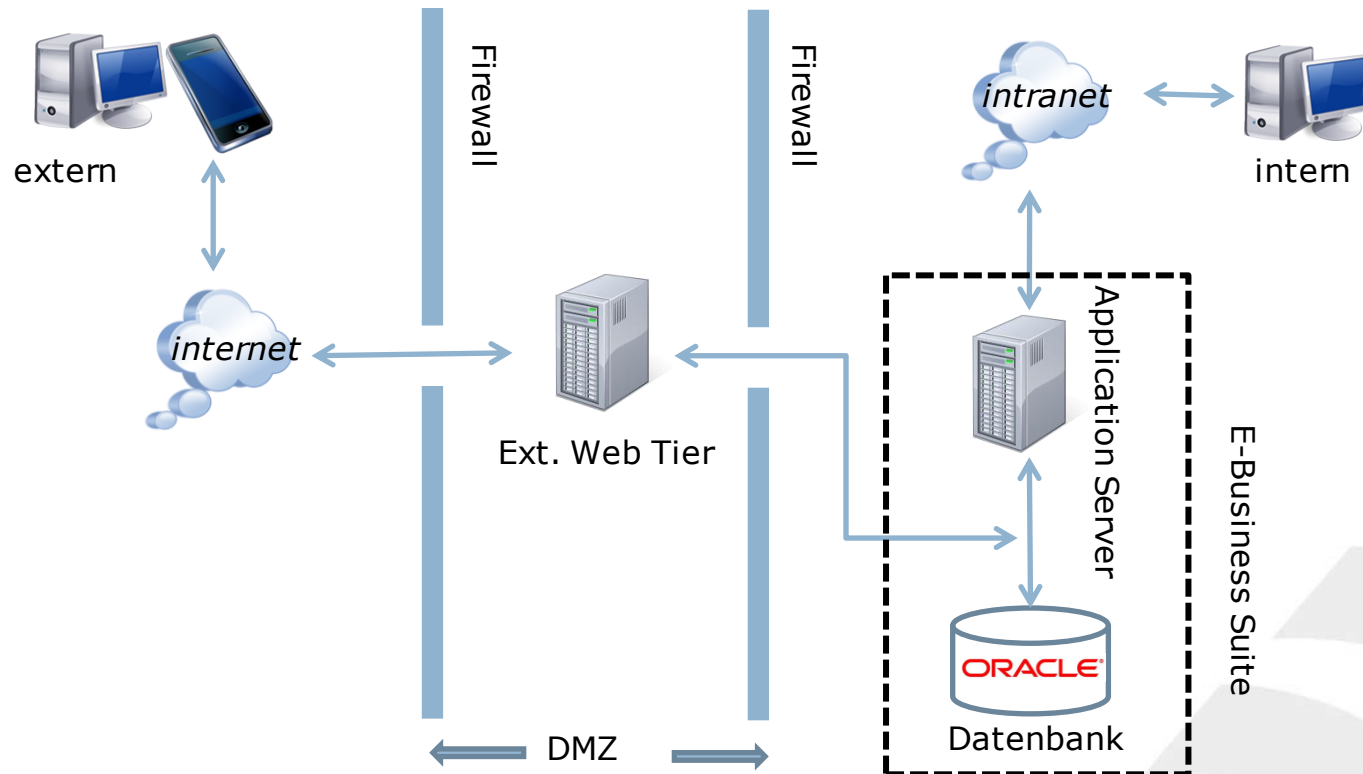 extern
internet
Firewall
Ext. Web Tier
DMZ
Firewall
intranet
intern
Application Server
ORACLE®
Datenbank
E-Business Suite